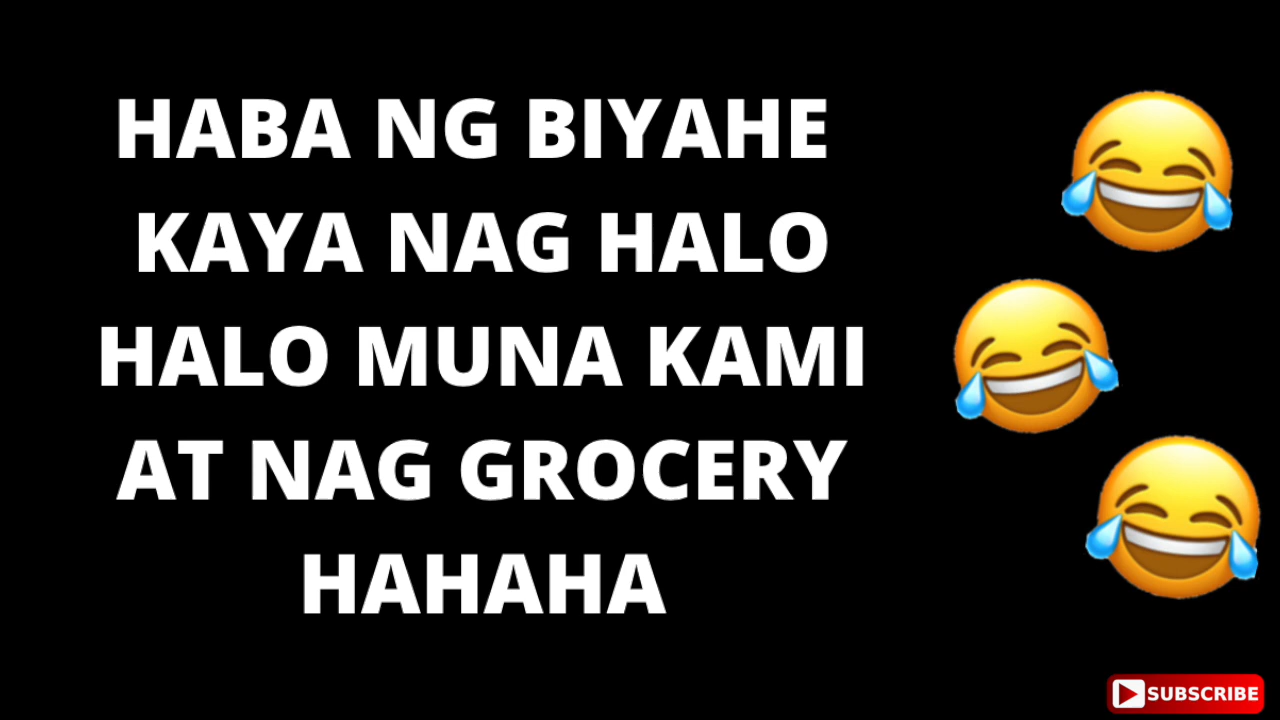 HABA NG BIYAHE
KAYA NAG HALO
HALO MUNA KAMI
AT NAG GROCERY
HAHAHA
SUBSCRIBE